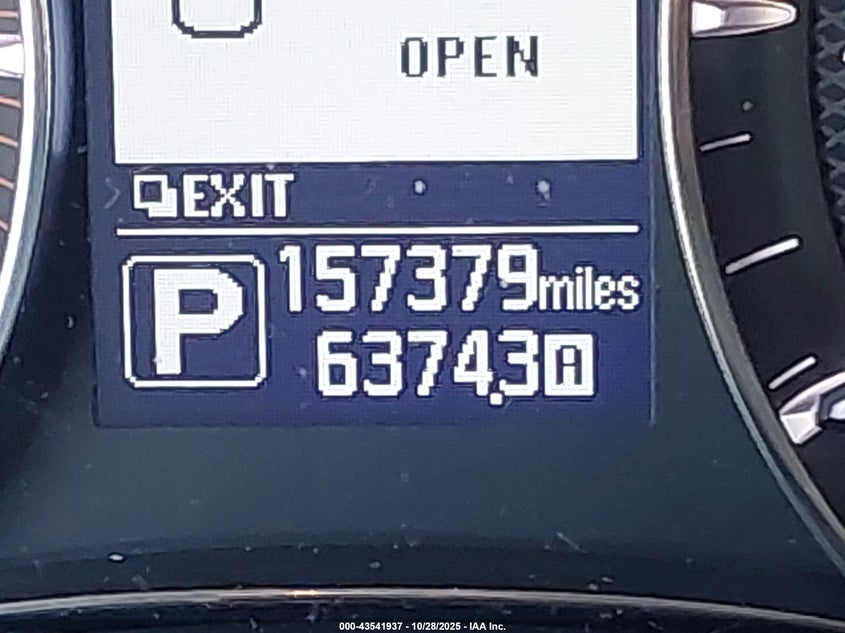 OPEN
EXIT
P
157379miles
6374.3A
000-43541937 - 10/28/2025 - IAA Inc.